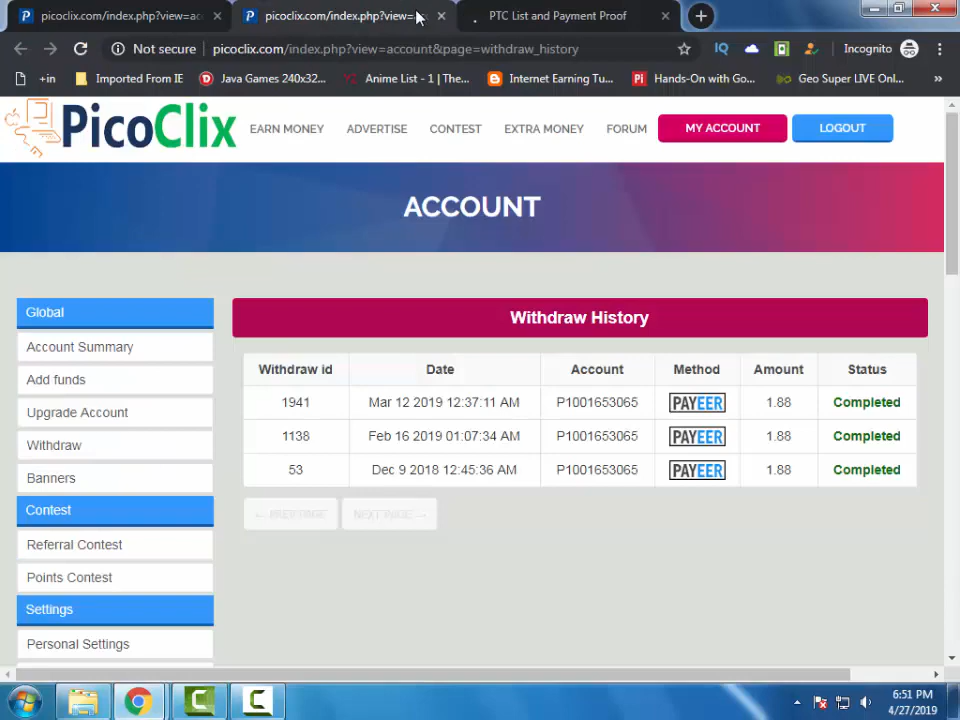 picoclix.com/index.php?view=ac
picoclix.com/index.php?view=
PTC List and Payment Proof
Not secure
picoclix.com/index.php?view=account&page=withdraw_history
IQ
Incognito
+in
Imported From IE
Java Games 240x32...
Anime List - 1 | The...
Internet Earning Tu...
Pi
Hands-On with Go...
Geo Super LIVE Onl...
»
PicoClix
EARN MONEY
ADVERTISE
CONTEST
EXTRA MONEY
FORUM
MY ACCOUNT
LOGOUT
ACCOUNT
Global
Account Summary
Add funds
Upgrade Account
Withdraw
Banners
Contest
Referral Contest
Points Contest
Settings
Personal Settings
Withdraw History
Withdraw id Date Account Method Amount Status
1941 Mar 12 2019 12:37:11 AM P1001653065 PAYEER 1.88 Completed
1138 Feb 16 2019 01:07:34 AM P1001653065 PAYEER 1.88 Completed
53 Dec 9 2018 12:45:36 AM P1001653065 PAYEER 1.88 Completed
← PREV PAGE
NEXT PAGE →
6:51 PM
4/27/2019